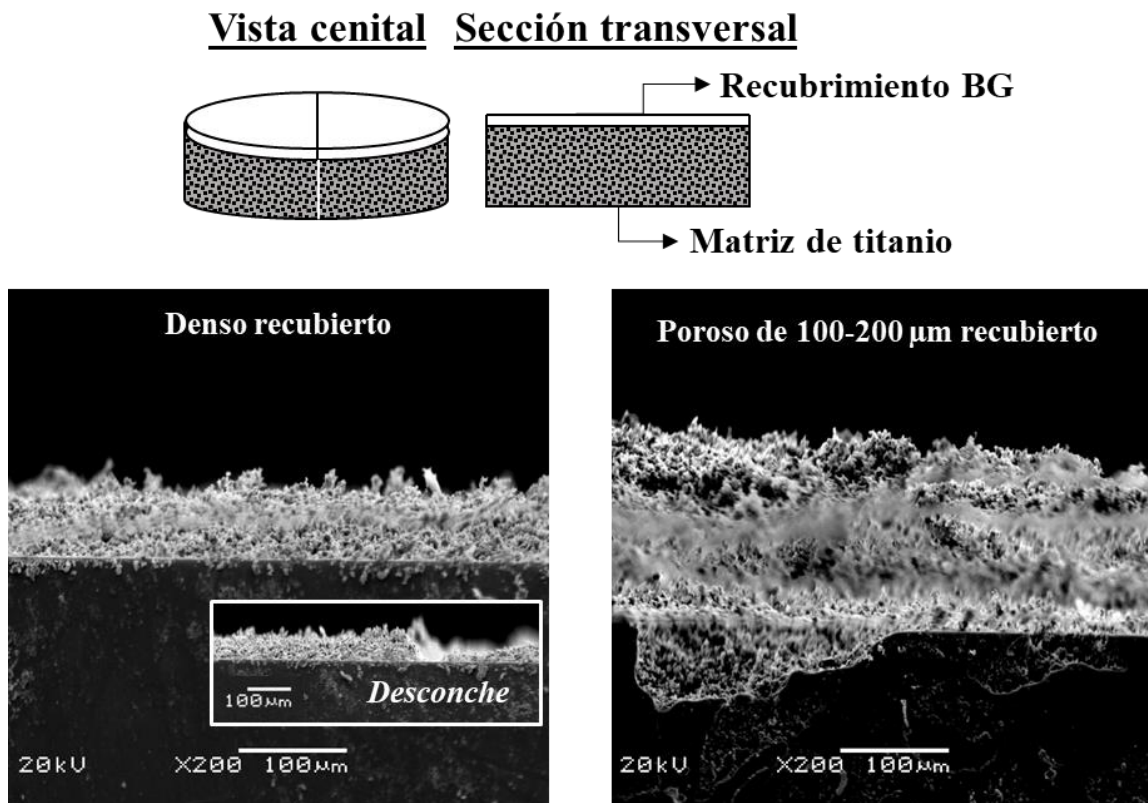 Vista cenital Sección transversal
Recubrimiento BG
Matriz de titanio
Denso recubierto
100μm
Desconche
20kV X200 100μm
Poroso de 100-200 μm recubierto
20kV X200 100μm